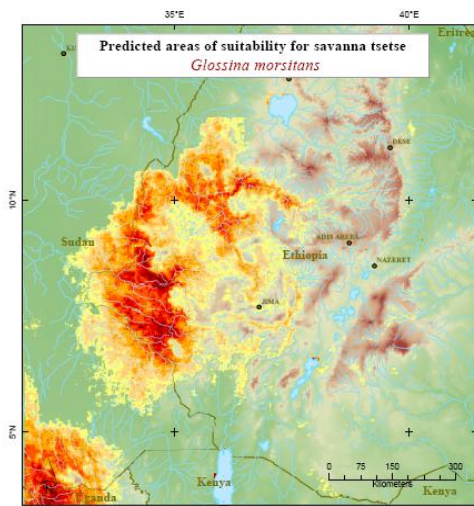 35°E
40°E
Eritrea
Predicted areas of suitability for savanna tsetse
Glossina morsitans
DESE
10°N
Sudan
ADIS ABEBA
Ethiopia
NAZERET
JIMA
5°N
Kenya
0 75 150 300
Kilometers
Uganda
Kenya